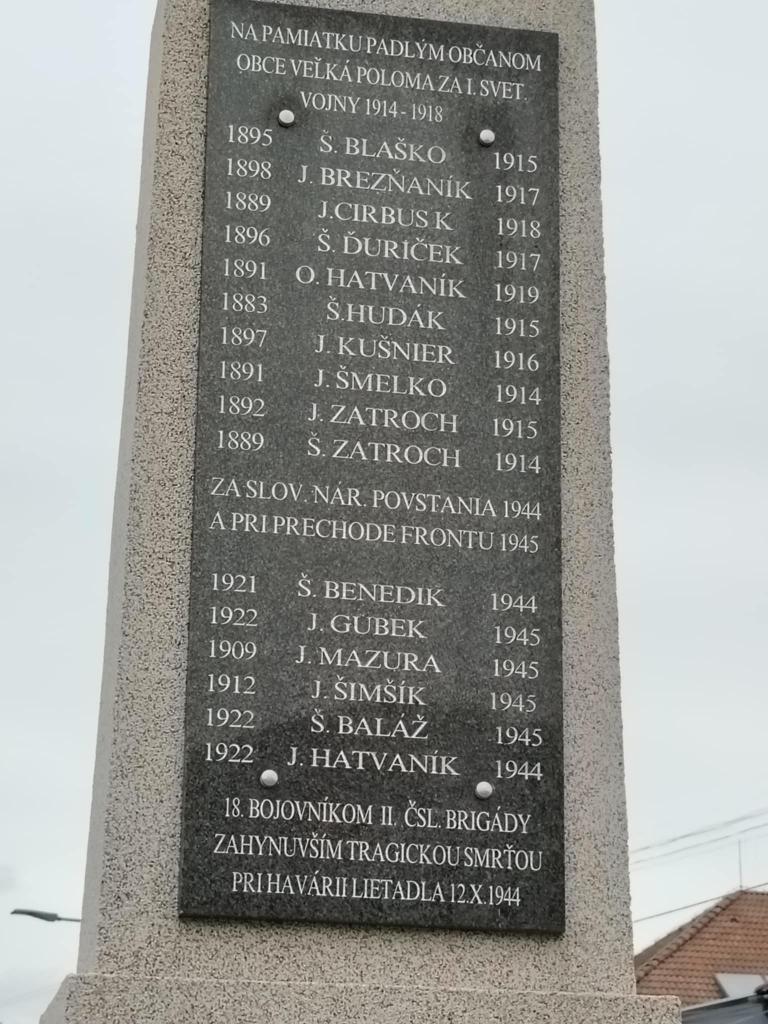 NA PAMIATKU PADLÝM OBČANOM
OBCE VEĽKÁ POLOMA ZA I. SVET.
VOJNY 1914 - 1918
1895 Š. BLAŠKO 1915
1898 J. BREZŇANÍK 1917
1889 J.CIRBUS K 1918
1896 Š. ĎURIČEK 1917
1891 O. HATVANÍK 1919
1883 Š.HUDÁK 1915
1897 J. KUŠNIER 1916
1891 J. ŠMELKO 1914
1892 J. ZATROCH 1915
1889 Š. ZATROCH 1914
ZA SLOV. NÁR. POVSTANIA 1944
A PRI PRECHODE FRONTU 1945
1921 Š. BENEDIK 1944
1922 J. GUBEK 1945
1909 J. MAZURA 1945
1912 J. ŠIMŠÍK 1945
1922 Š. BALÁŽ 1945
1922 J. HATVANÍK 1944
18. BOJOVNÍKOM II. ČSL. BRIGÁDY
ZAHYNUVŠÍM TRAGICKOU SMRŤOU
PRI HAVÁRII LIETADLA 12.X.1944